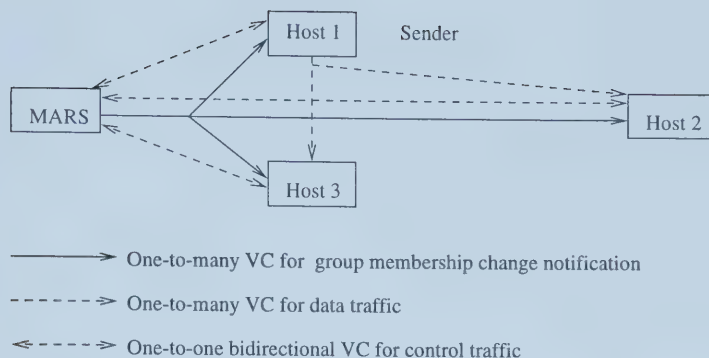 Host 1
Sender
MARS
Host 2
Host 3
One-to-many VC for group membership change notification
One-to-many VC for data traffic
One-to-one bidirectional VC for control traffic